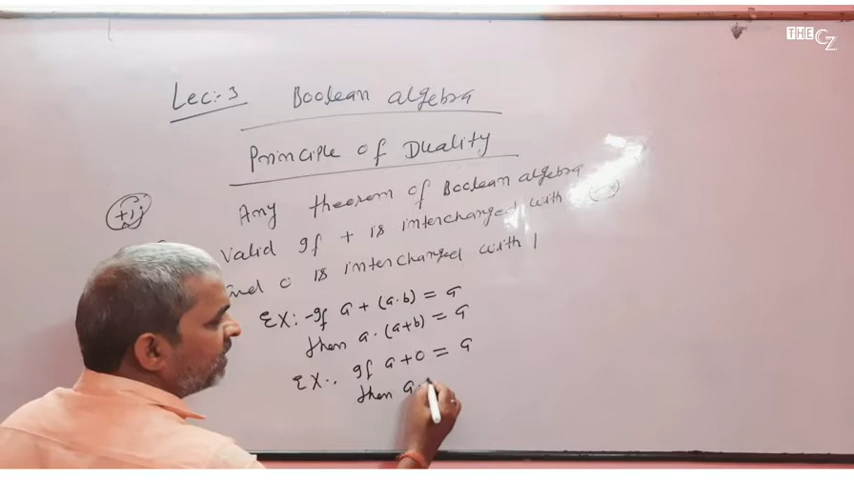 THE CZ
Lec:-3 Boolean algebra
Principle of Duality
Any theorem of Boolean algebra
Valid If + is interchanged with
and 0 is interchanged with 1
EX:- If a + (a·b) = a
then a·(a+b) = a
EX:- If a+0 = a
then a·